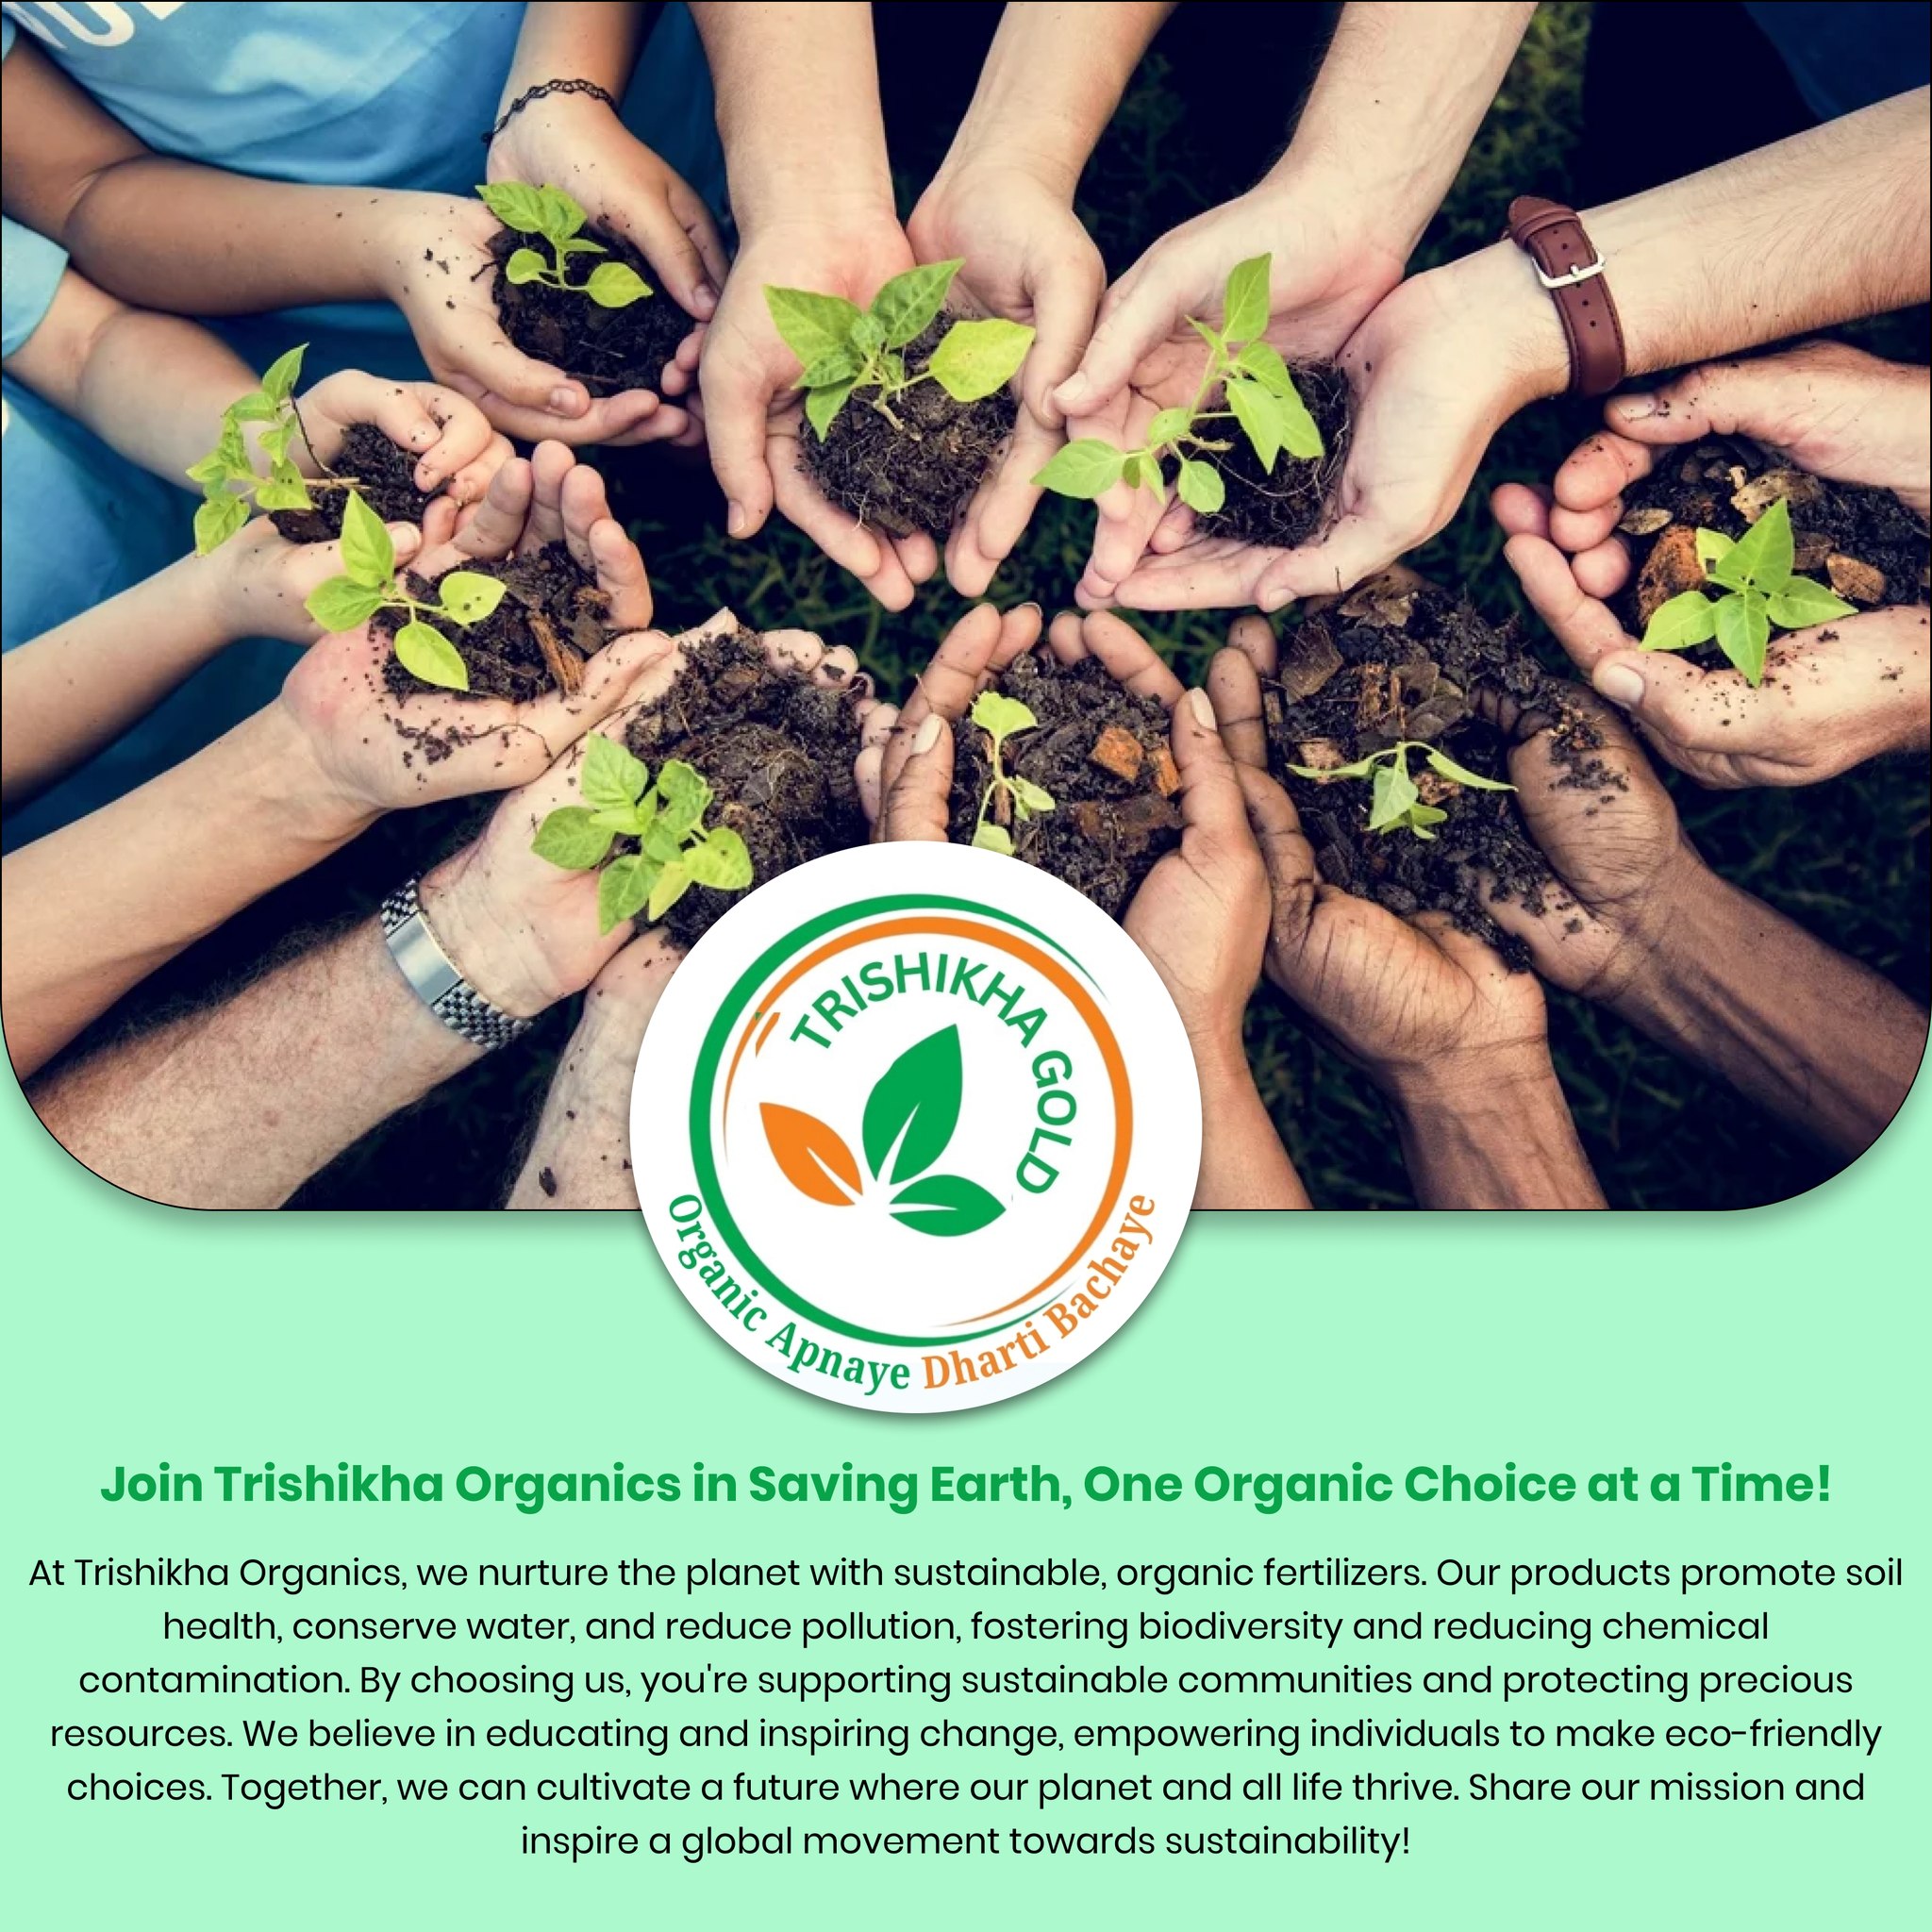 TRISHIKHA GOLD
Organic Apnaye Dharti Bachaye
Join Trishikha Organics in Saving Earth, One Organic Choice at a Time!
At Trishikha Organics, we nurture the planet with sustainable, organic fertilizers. Our products promote soil
health, conserve water, and reduce pollution, fostering biodiversity and reducing chemical
contamination. By choosing us, you're supporting sustainable communities and protecting precious
resources. We believe in educating and inspiring change, empowering individuals to make eco-friendly
choices. Together, we can cultivate a future where our planet and all life thrive. Share our mission and
inspire a global movement towards sustainability!